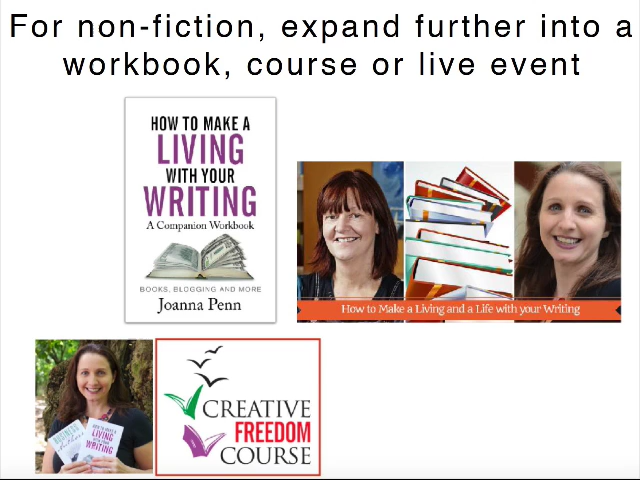 For non-fiction, expand further into a
workbook, course or live event
HOW TO MAKE A
LIVING
WITH YOUR
WRITING
A Companion Workbook
BOOKS, BLOGGING AND MORE
Joanna Penn
How to Make a Living and a Life with your Writing
CREATIVE
FREEDOM
COURSE
LIVING
WRITING